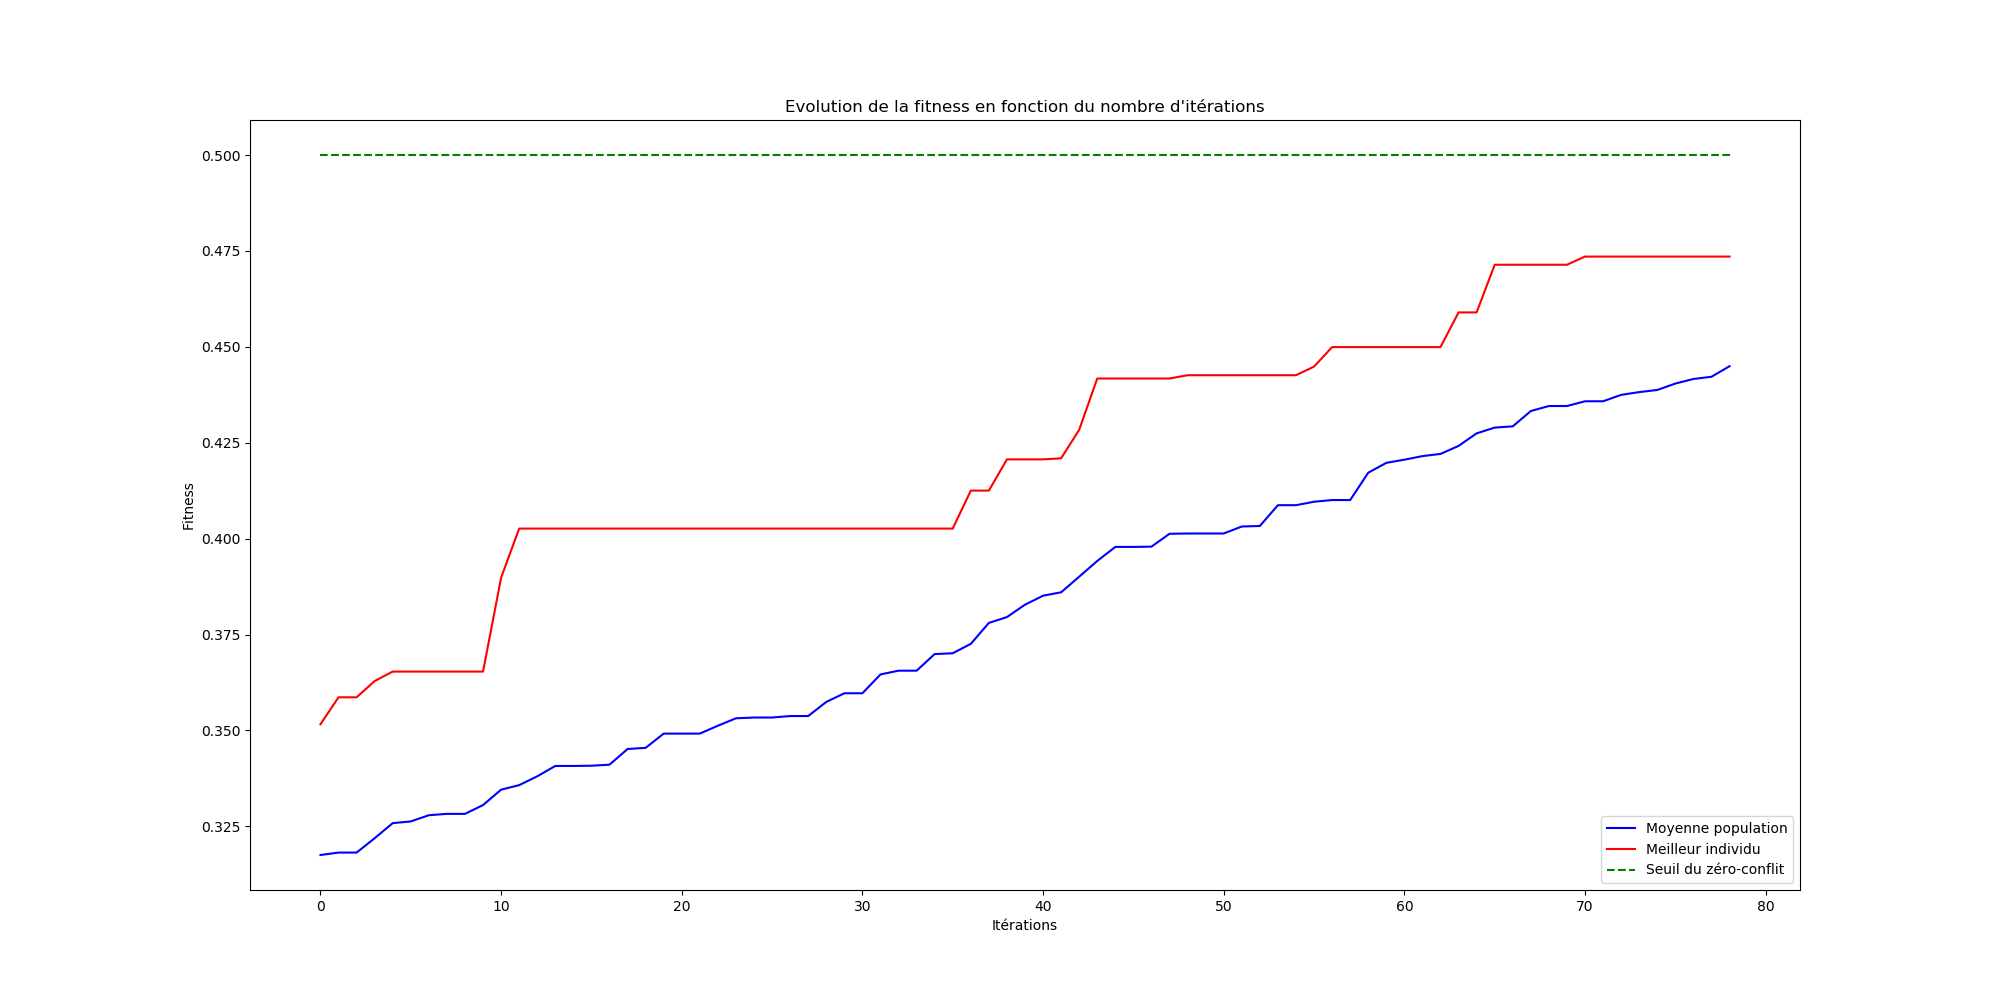 Evolution de la fitness en fonction du nombre d'itérations
Fitness
0.500
0.475
0.450
0.425
0.400
0.375
0.350
0.325
0 10 20 30 40 50 60 70 80
Itérations
Moyenne population
Meilleur individu
Seuil du zéro-conflit